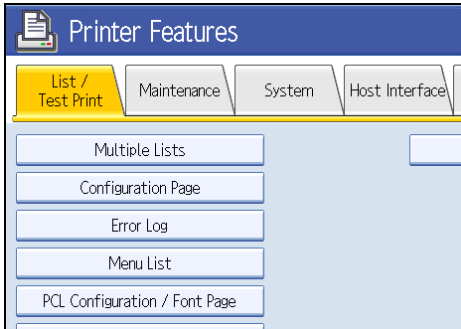 Printer Features
List /
Test Print
Maintenance
System
Host Interface
Multiple Lists
Configuration Page
Error Log
Menu List
PCL Configuration / Font Page